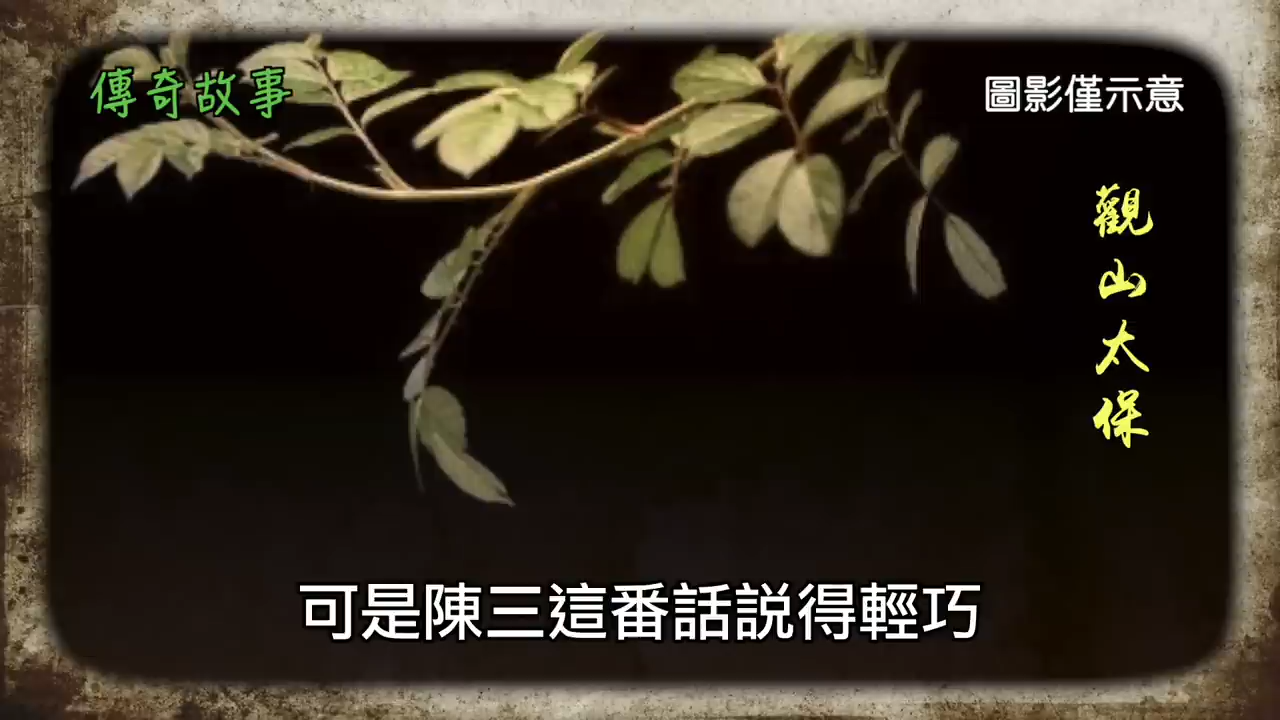 傳奇故事
圖影僅示意
觀山太保
可是陳三這番話説得輕巧